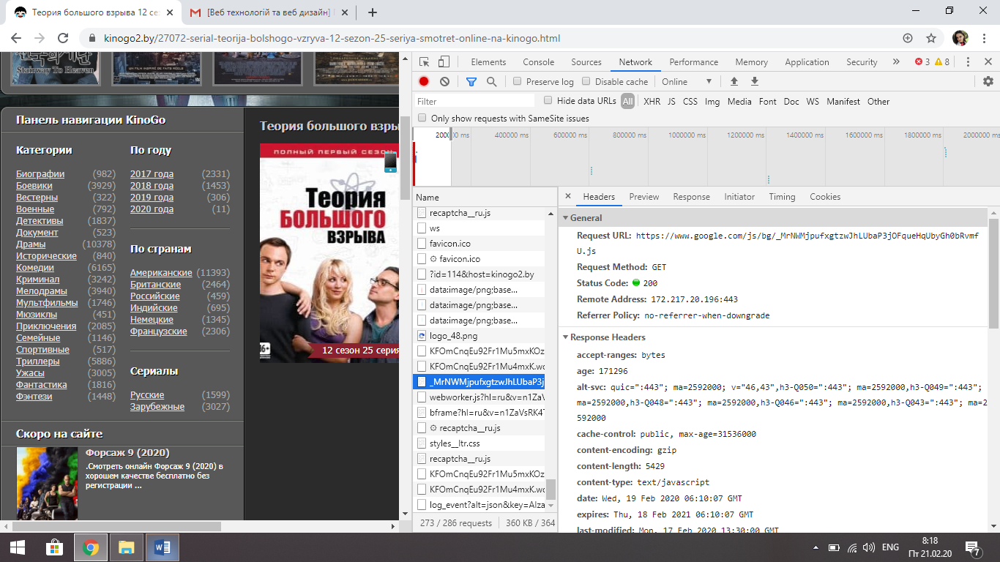 Теория большого взрыва 12 се
[Веб технологій та веб дизайн]
kinogo2.by/27072-serial-teorija-bolshogo-vzryva-12-sezon-25-seriya-smotret-online-na-kinogo.html
Stairway To Heaven
UN FILM INSPIRÉ DE FAITS RÉELS
Панель навигации KinoGo
Категории
Биографии (982)
Боевики (3929)
Вестерны (322)
Военные (792)
Детективы (1837)
Документ (523)
Драмы (10378)
Исторические (840)
Комедии (6165)
Криминал (3242)
Мелодрамы (3940)
Мультфильмы (1746)
Мюзиклы (451)
Приключения (2085)
Семейные (1146)
Спортивные (517)
Триллеры (5886)
Ужасы (3005)
Фантастика (1816)
Фэнтези (1448)
По году
2017 года (2331)
2018 года (1453)
2019 года (306)
2020 года (11)
По странам
Американские (11393)
Британские (2464)
Российские (459)
Индийские (695)
Немецкие (1345)
Французские (2306)
Сериалы
Русские (1599)
Зарубежные (3027)
Скоро на сайте
Форсаж 9 (2020)
.Смотреть онлайн Форсаж 9 (2020) в
хорошем качестве бесплатно без
регистрации ...
Теория большого взры
ПОЛНЫЙ ПЕРВЫЙ СЕЗОН
Теория
БОЛЬШОГО
ВЗРЫВА
16+
12 сезон 25 серия
Elements Console Sources Network Performance Memory Application Security » 3 8
Preserve log Disable cache Online
Filter Hide data URLs All XHR JS CSS Img Media Font Doc WS Manifest Other
Only show requests with SameSite issues
200000 ms 400000 ms 600000 ms 800000 ms 1000000 ms 1200000 ms 1400000 ms 1600000 ms 1800000 ms 2000000 ms
Name
recaptcha__ru.js
ws
favicon.ico
favicon.ico
?id=114&host=kinogo2.by
data:image/png;base...
data:image/png;base...
data:image/png;base...
logo_48.png
KFOmCnqEu92Fr1Mu5mxKOz
KFOmCnqEu92Fr1Mu4mxK.wo
_MrNWMjpufxgtzwJhLUbaP3j
webworker.js?hl=ru&v=n1ZaV
bframe?hl=ru&v=n1ZaVsRK4T
recaptcha__ru.js
styles__ltr.css
recaptcha__ru.js
KFOmCnqEu92Fr1Mu5mxKOz
KFOmCnqEu92Fr1Mu4mxK.wo
log_event?alt=json&key=AIza
273 / 286 requests 360 KB / 364
Headers Preview Response Initiator Timing Cookies
General
Request URL: https://www.google.com/js/bg/_MrNWMjpufxgtzwJhLUbaP3jOFqueHqUbyGh0bRvmf
U.js
Request Method: GET
Status Code: 200
Remote Address: 172.217.20.196:443
Referrer Policy: no-referrer-when-downgrade
Response Headers
accept-ranges: bytes
age: 171296
alt-svc: quic=":443"; ma=2592000; v="46,43",h3-Q050=":443"; ma=2592000,h3-Q049=":443";
ma=2592000,h3-Q048=":443"; ma=2592000,h3-Q046=":443"; ma=2592000,h3-Q043=":443"; ma=2
592000
cache-control: public, max-age=31536000
content-encoding: gzip
content-length: 5429
content-type: text/javascript
date: Wed, 19 Feb 2020 06:10:07 GMT
expires: Thu, 18 Feb 2021 06:10:07 GMT
last-modified: Mon, 17 Feb 2020 13:30:00 GMT
ENG
8:18
Пт 21.02.20
7